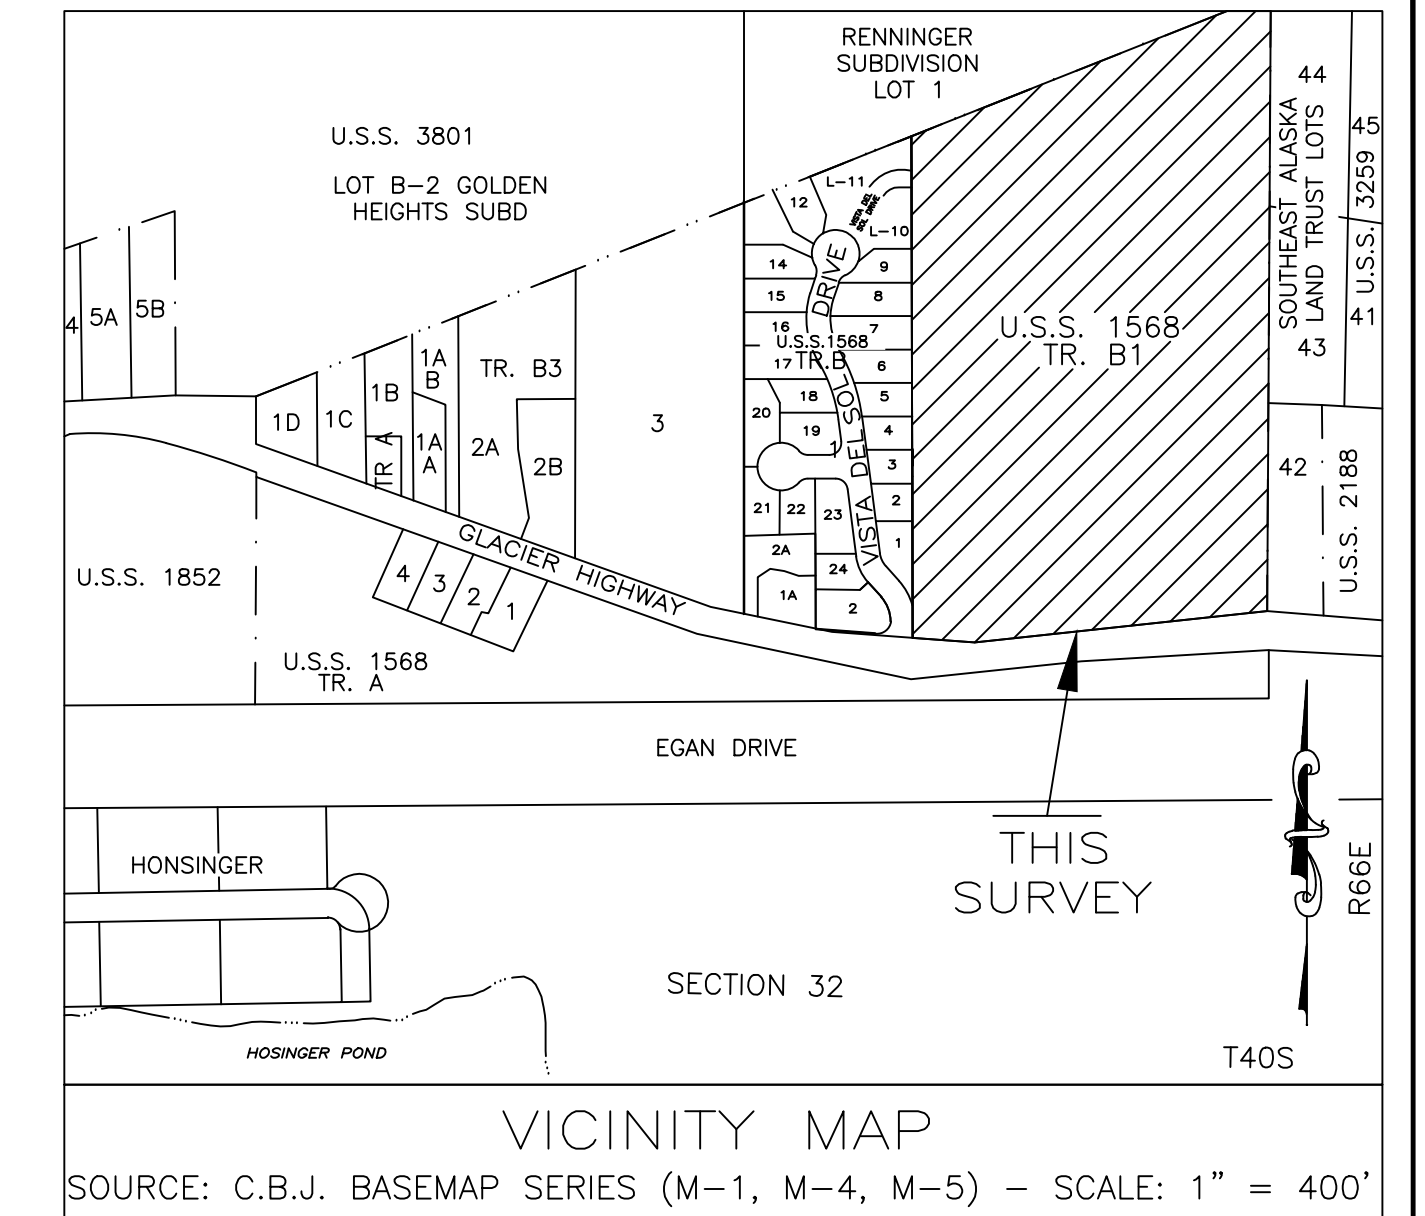 RENNINGER
SUBDIVISION
LOT 1
U.S.S. 3801
LOT B-2 GOLDEN
HEIGHTS SUBD
4
5A
5B
1D
1C
1B
TR A
1A
B
1A
A
2A
TR. B3
2B
3
12
L-11
VISTA DEL
SOL DRIVE
L-10
14
9
15
8
16
7
U.S.S.1568
TR.B
17
6
18
5
20
19
1
4
3
21
22
23
2
2A
1
24
1A
2
VISTA DEL SOL DRIVE
U.S.S. 1568
TR. B1
SOUTHEAST ALASKA
LAND TRUST LOTS
44
45
U.S.S. 3259
41
43
42
U.S.S. 2188
GLACIER HIGHWAY
4
3
2
1
U.S.S. 1852
U.S.S. 1568
TR. A
EGAN DRIVE
THIS
SURVEY
HONSINGER
R66E
SECTION 32
HOSINGER POND
T40S
VICINITY MAP
SOURCE: C.B.J. BASEMAP SERIES (M-1, M-4, M-5) - SCALE: 1" = 400'